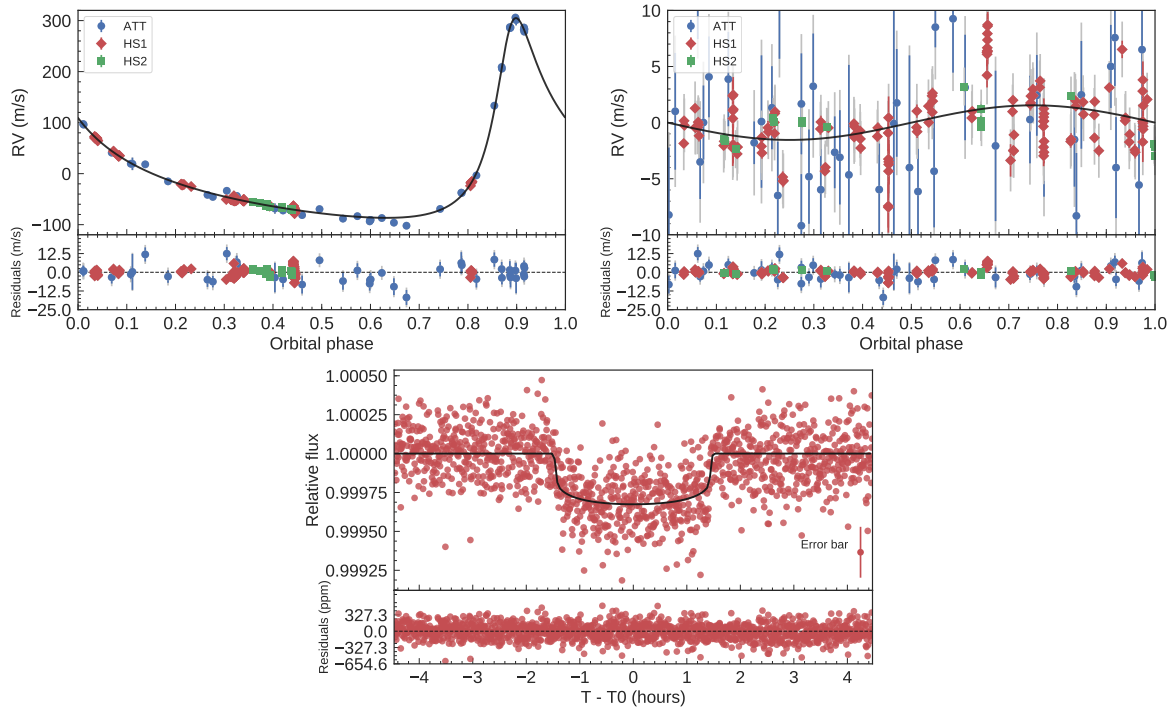 ATT
HS1
HS2
RV (m/s)
300
200
100
0
−100
Residuals (m/s)
12.5
0.0
−12.5
−25.0
0.0 0.1 0.2 0.3 0.4 0.5 0.6 0.7 0.8 0.9 1.0
Orbital phase
ATT
HS1
HS2
RV (m/s)
10
5
0
−5
−10
Residuals (m/s)
12.5
0.0
−12.5
−25.0
0.0 0.1 0.2 0.3 0.4 0.5 0.6 0.7 0.8 0.9 1.0
Orbital phase
Relative flux
1.00050
1.00025
1.00000
0.99975
0.99950
0.99925
Error bar
Residuals (ppm)
327.3
0.0
−327.3
−654.6
−4 −3 −2 −1 0 1 2 3 4
T - T0 (hours)